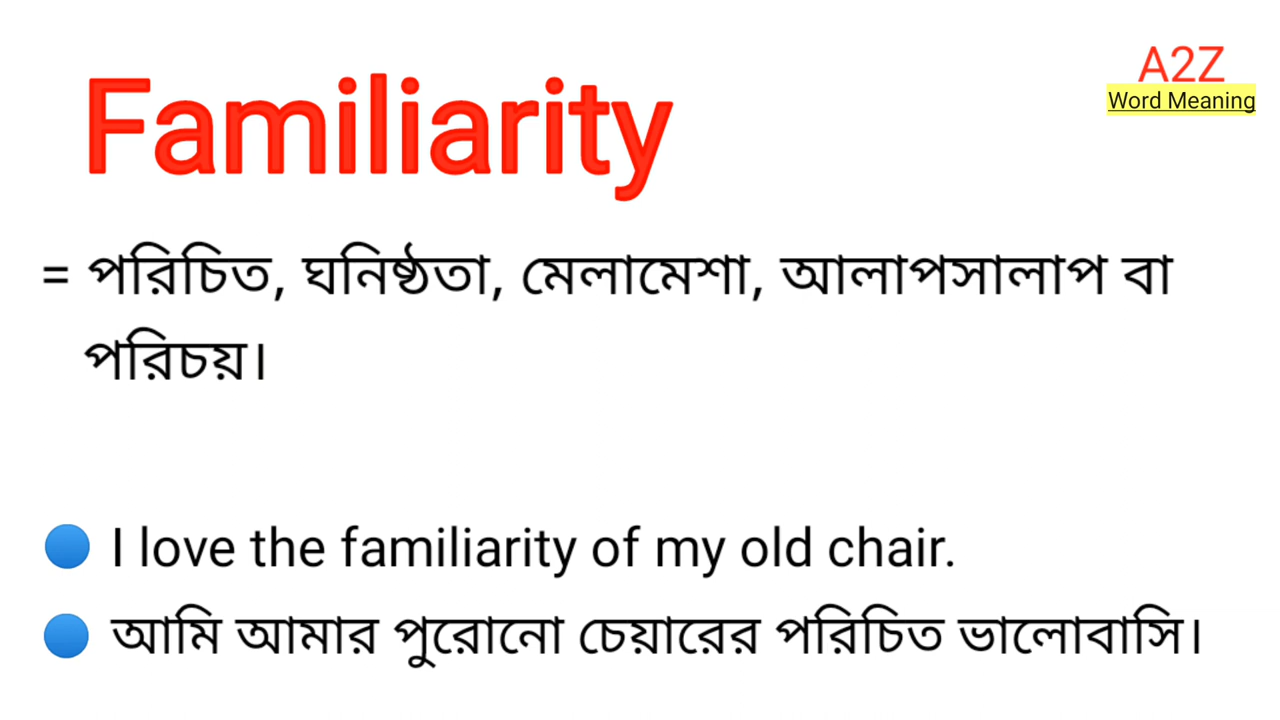 Familiarity
A2Z
Word Meaning
= পরিচিত, ঘনিষ্ঠতা, মেলামেশা, আলাপসালাপ বা
পরিচয়।
I love the familiarity of my old chair.
আমি আমার পুরোনো চেয়ারের পরিচিত ভালোবাসি।